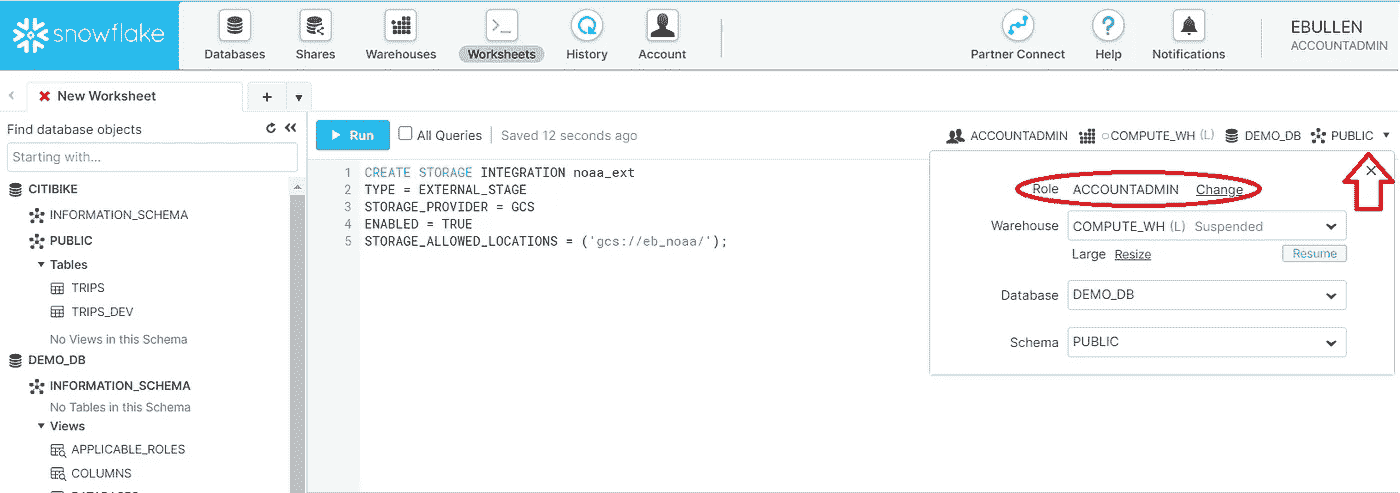 snowflake
Databases
Shares
Warehouses
>_
Worksheets
History
Account
Partner Connect
?
Help
Notifications
EBULLEN
ACCOUNTADMIN
New Worksheet
+
Find database objects
Starting with...
CITIBIKE
INFORMATION_SCHEMA
PUBLIC
Tables
TRIPS
TRIPS_DEV
No Views in this Schema
DEMO_DB
INFORMATION_SCHEMA
No Tables in this Schema
Views
APPLICABLE_ROLES
COLUMNS
Run
All Queries
Saved 12 seconds ago
ACCOUNTADMIN
COMPUTE_WH (L)
DEMO_DB
PUBLIC
1 CREATE STORAGE INTEGRATION noaa_ext
2 TYPE = EXTERNAL_STAGE
3 STORAGE_PROVIDER = GCS
4 ENABLED = TRUE
5 STORAGE_ALLOWED_LOCATIONS = ('gcs://eb_noaa/');
Role ACCOUNTADMIN Change
Warehouse COMPUTE_WH (L) Suspended
Large Resize Resume
Database DEMO_DB
Schema PUBLIC